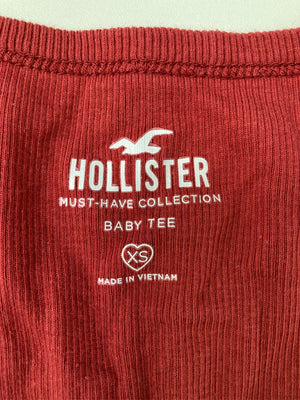 HOLLISTER
MUST-HAVE COLLECTION
BABY TEE
XS
MADE IN VIETNAM